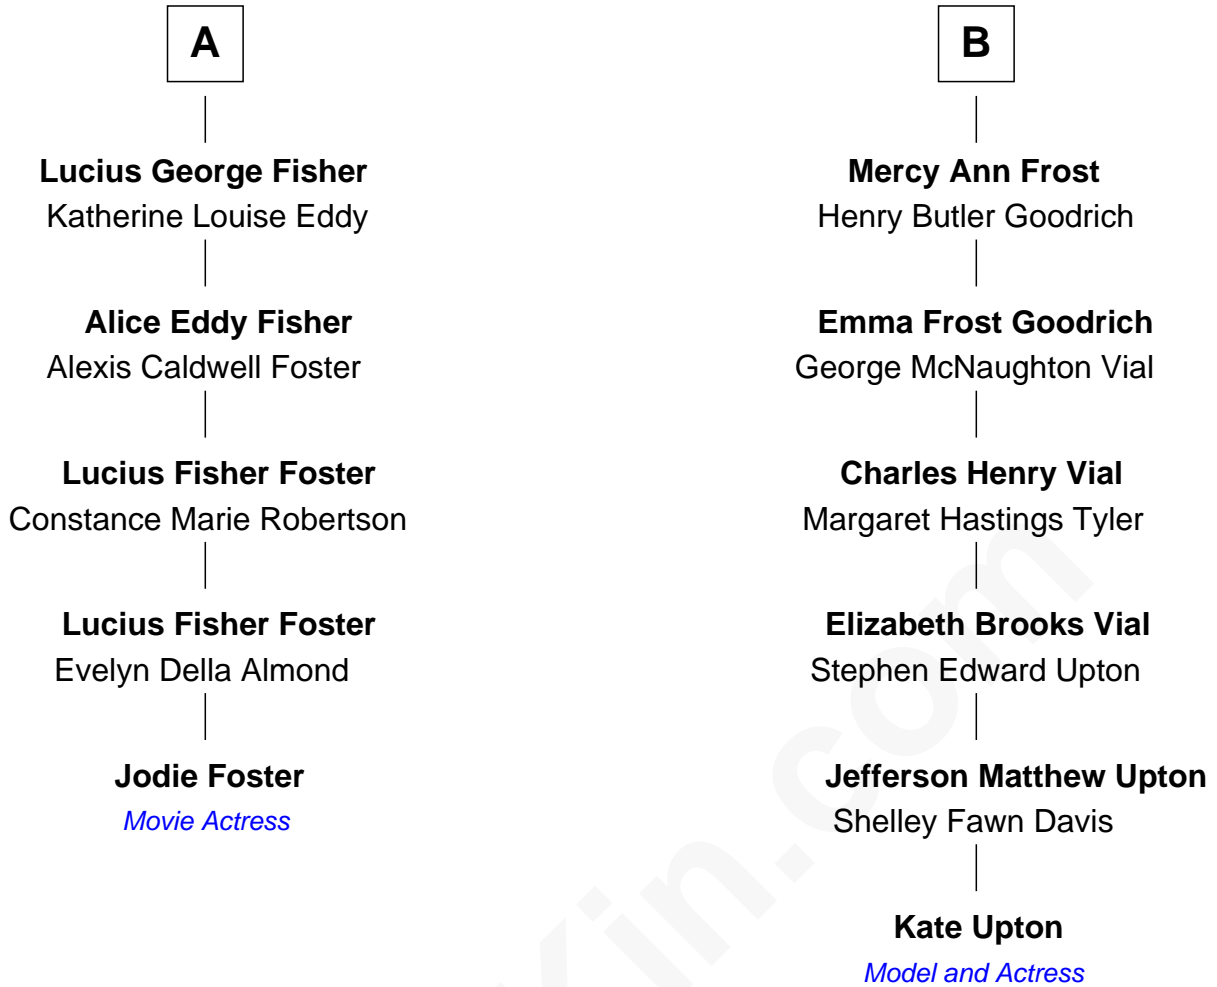 A
Lucius George Fisher
Katherine Louise Eddy
Alice Eddy Fisher
Alexis Caldwell Foster
Lucius Fisher Foster
Constance Marie Robertson
Lucius Fisher Foster
Evelyn Della Almond
Jodie Foster
Movie Actress
B
Mercy Ann Frost
Henry Butler Goodrich
Emma Frost Goodrich
George McNaughton Vial
Charles Henry Vial
Margaret Hastings Tyler
Elizabeth Brooks Vial
Stephen Edward Upton
Jefferson Matthew Upton
Shelley Fawn Davis
Kate Upton
Model and Actress
Kin.com